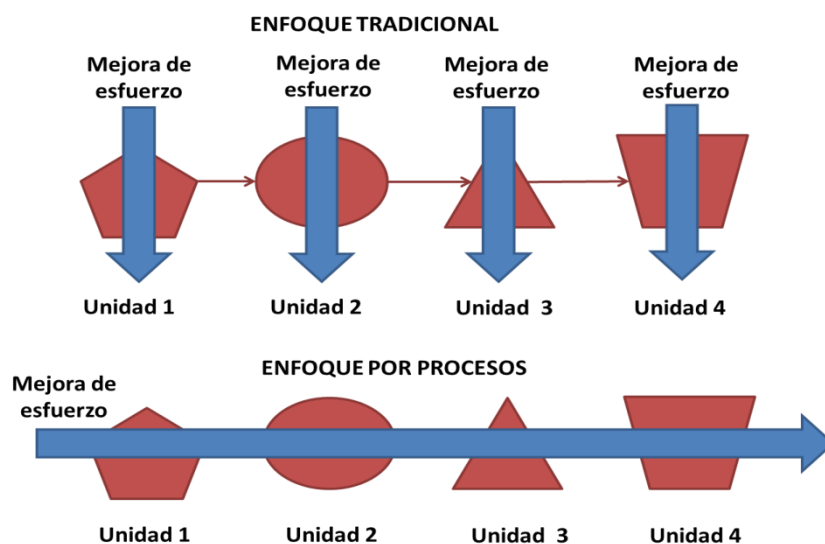 ENFOQUE TRADICIONAL
Mejora de
esfuerzo
Mejora de
esfuerzo
Mejora de
esfuerzo
Mejora de
esfuerzo
Unidad 1
Unidad 2
Unidad 3
Unidad 4
ENFOQUE POR PROCESOS
Mejora de
esfuerzo
Unidad 1
Unidad 2
Unidad 3
Unidad 4